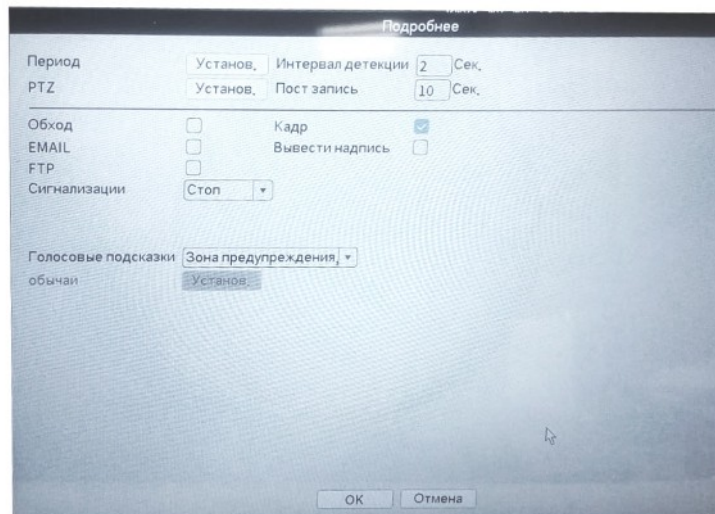 Подробнее
Период Установ. Интервал детекции 2 Сек.
PTZ Установ. Пост запись 10 Сек.
Обход Кадр
EMAIL Вывести надпись
FTP
Сигнализации Стоп
Голосовые подсказки Зона предупреждения,
обычаи Установ.
OK Отмена